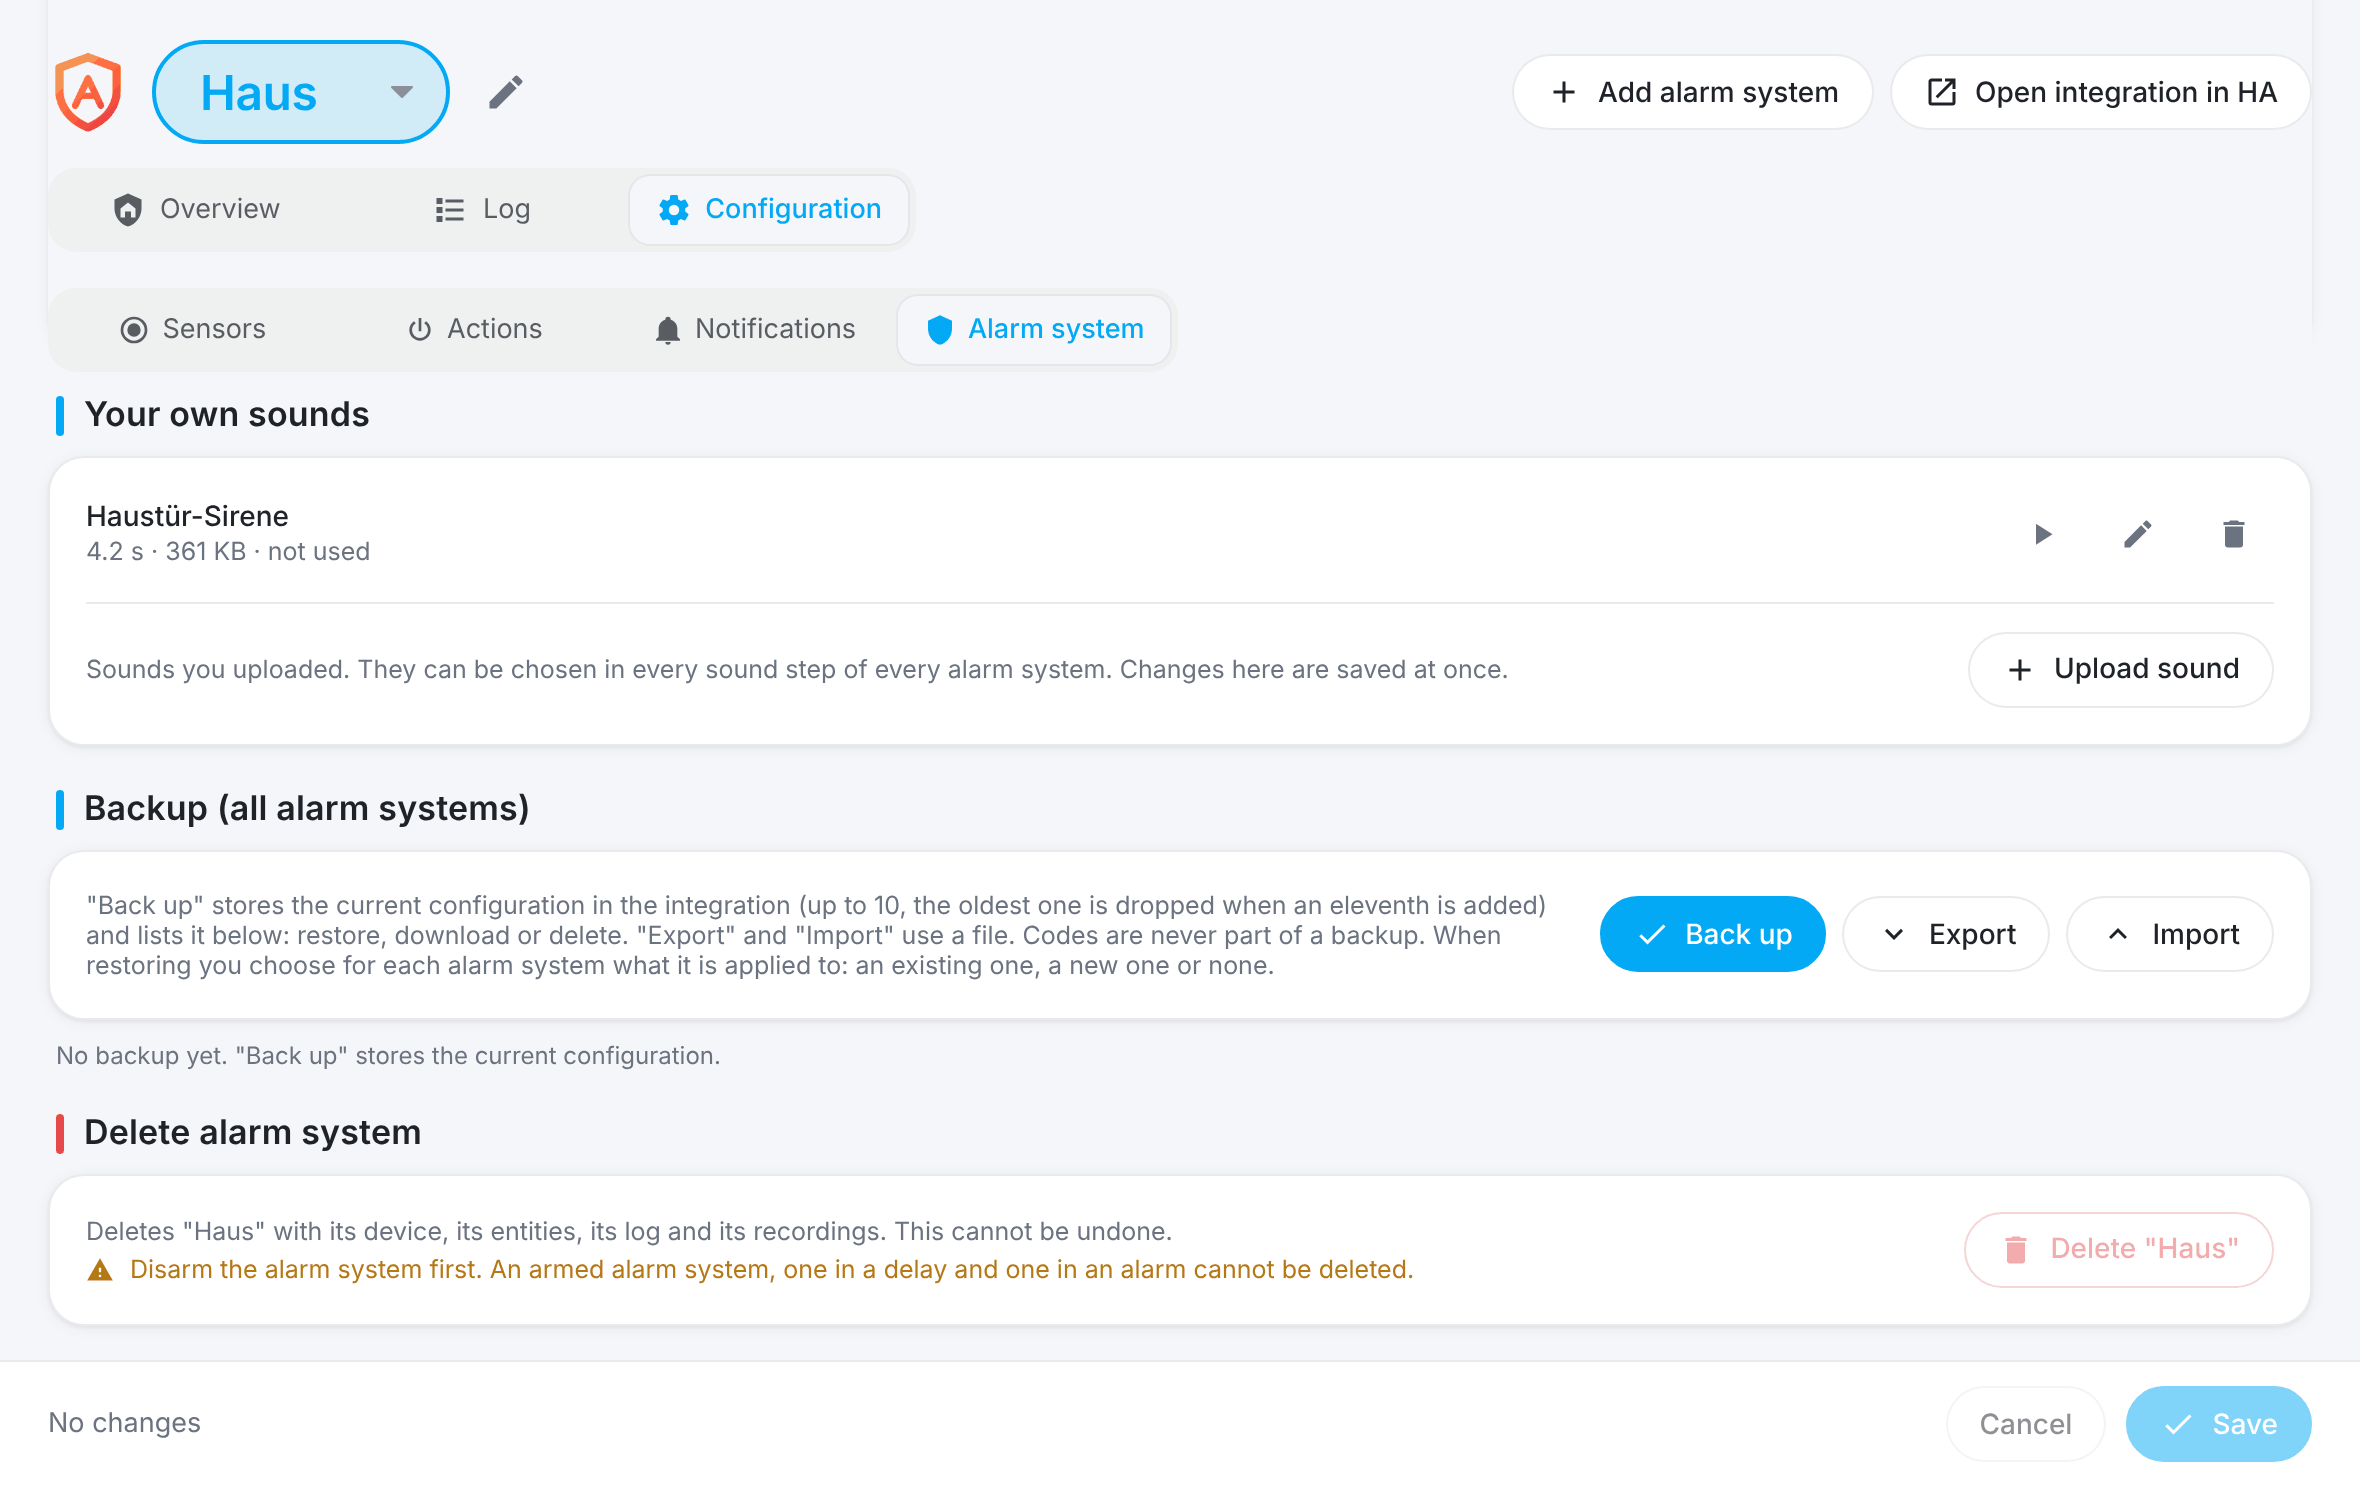 Haus
Add alarm system
Open integration in HA
Overview
Log
Configuration
Sensors
Actions
Notifications
Alarm system
Your own sounds
Haustür-Sirene
4.2 s · 361 KB · not used
Sounds you uploaded. They can be chosen in every sound step of every alarm system. Changes here are saved at once.
Upload sound
Backup (all alarm systems)
"Back up" stores the current configuration in the integration (up to 10, the oldest one is dropped when an eleventh is added)
and lists it below: restore, download or delete. "Export" and "Import" use a file. Codes are never part of a backup. When
restoring you choose for each alarm system what it is applied to: an existing one, a new one or none.
Back up
Export
Import
No backup yet. "Back up" stores the current configuration.
Delete alarm system
Deletes "Haus" with its device, its entities, its log and its recordings. This cannot be undone.
Disarm the alarm system first. An armed alarm system, one in a delay and one in an alarm cannot be deleted.
Delete "Haus"
No changes
Cancel
Save